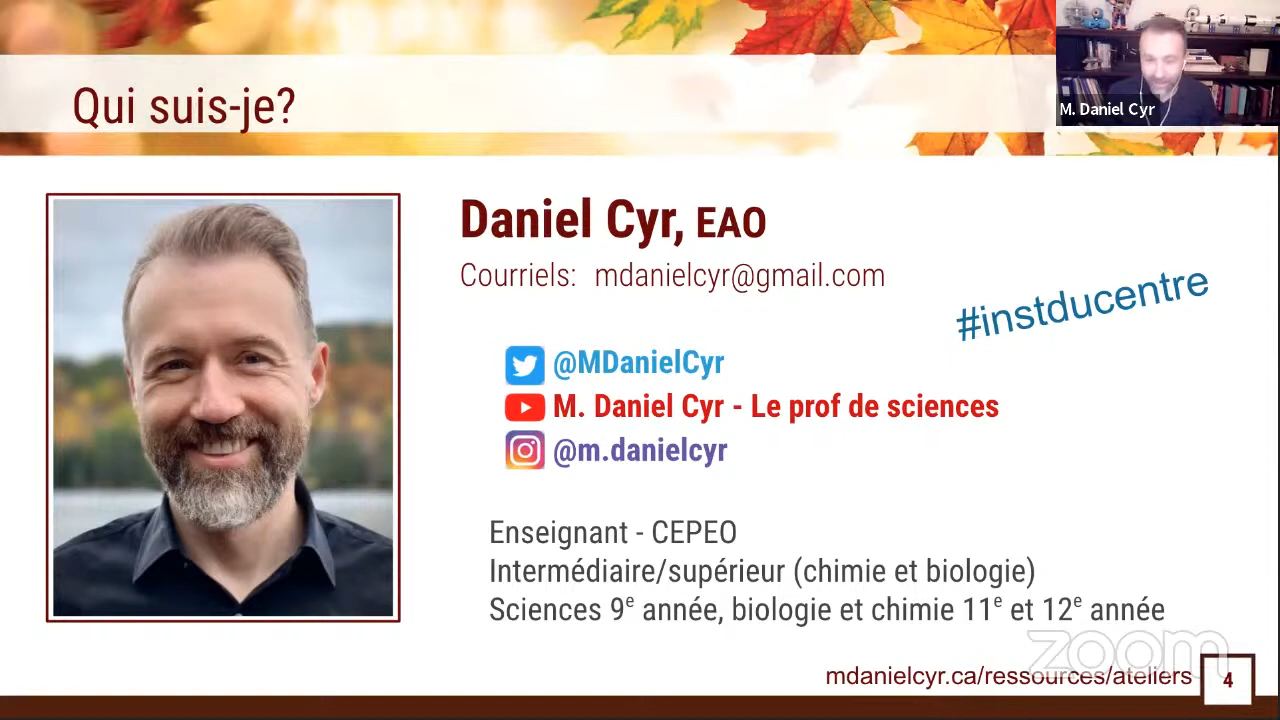 Qui suis-je?
M. Daniel Cyr
Daniel Cyr, EAO
Courriels: mdanielcyr@gmail.com
#instducentre
@MDanielCyr
M. Daniel Cyr - Le prof de sciences
@m.danielcyr
Enseignant - CEPEO
Intermédiaire/supérieur (chimie et biologie)
Sciences 9e année, biologie et chimie 11e et 12e année
zoom
mdanielcyr.ca/ressources/ateliers
4